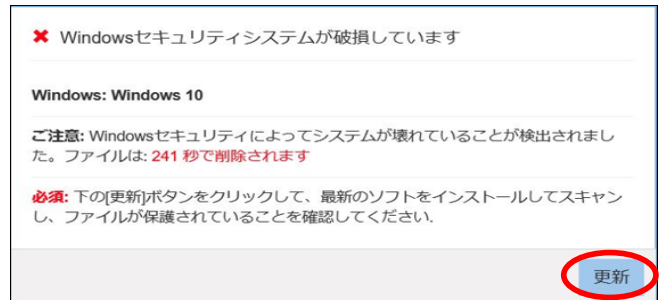 ✖ Windowsセキュリティシステムが破損しています
Windows: Windows 10
ご注意: Windowsセキュリティによってシステムが壊れていることが検出されまし
た。ファイルは: 241 秒で削除されます
必須: 下の[更新]ボタンをクリックして、最新のソフトをインストールしてスキャン
し、ファイルが保護されていることを確認してください.
更新